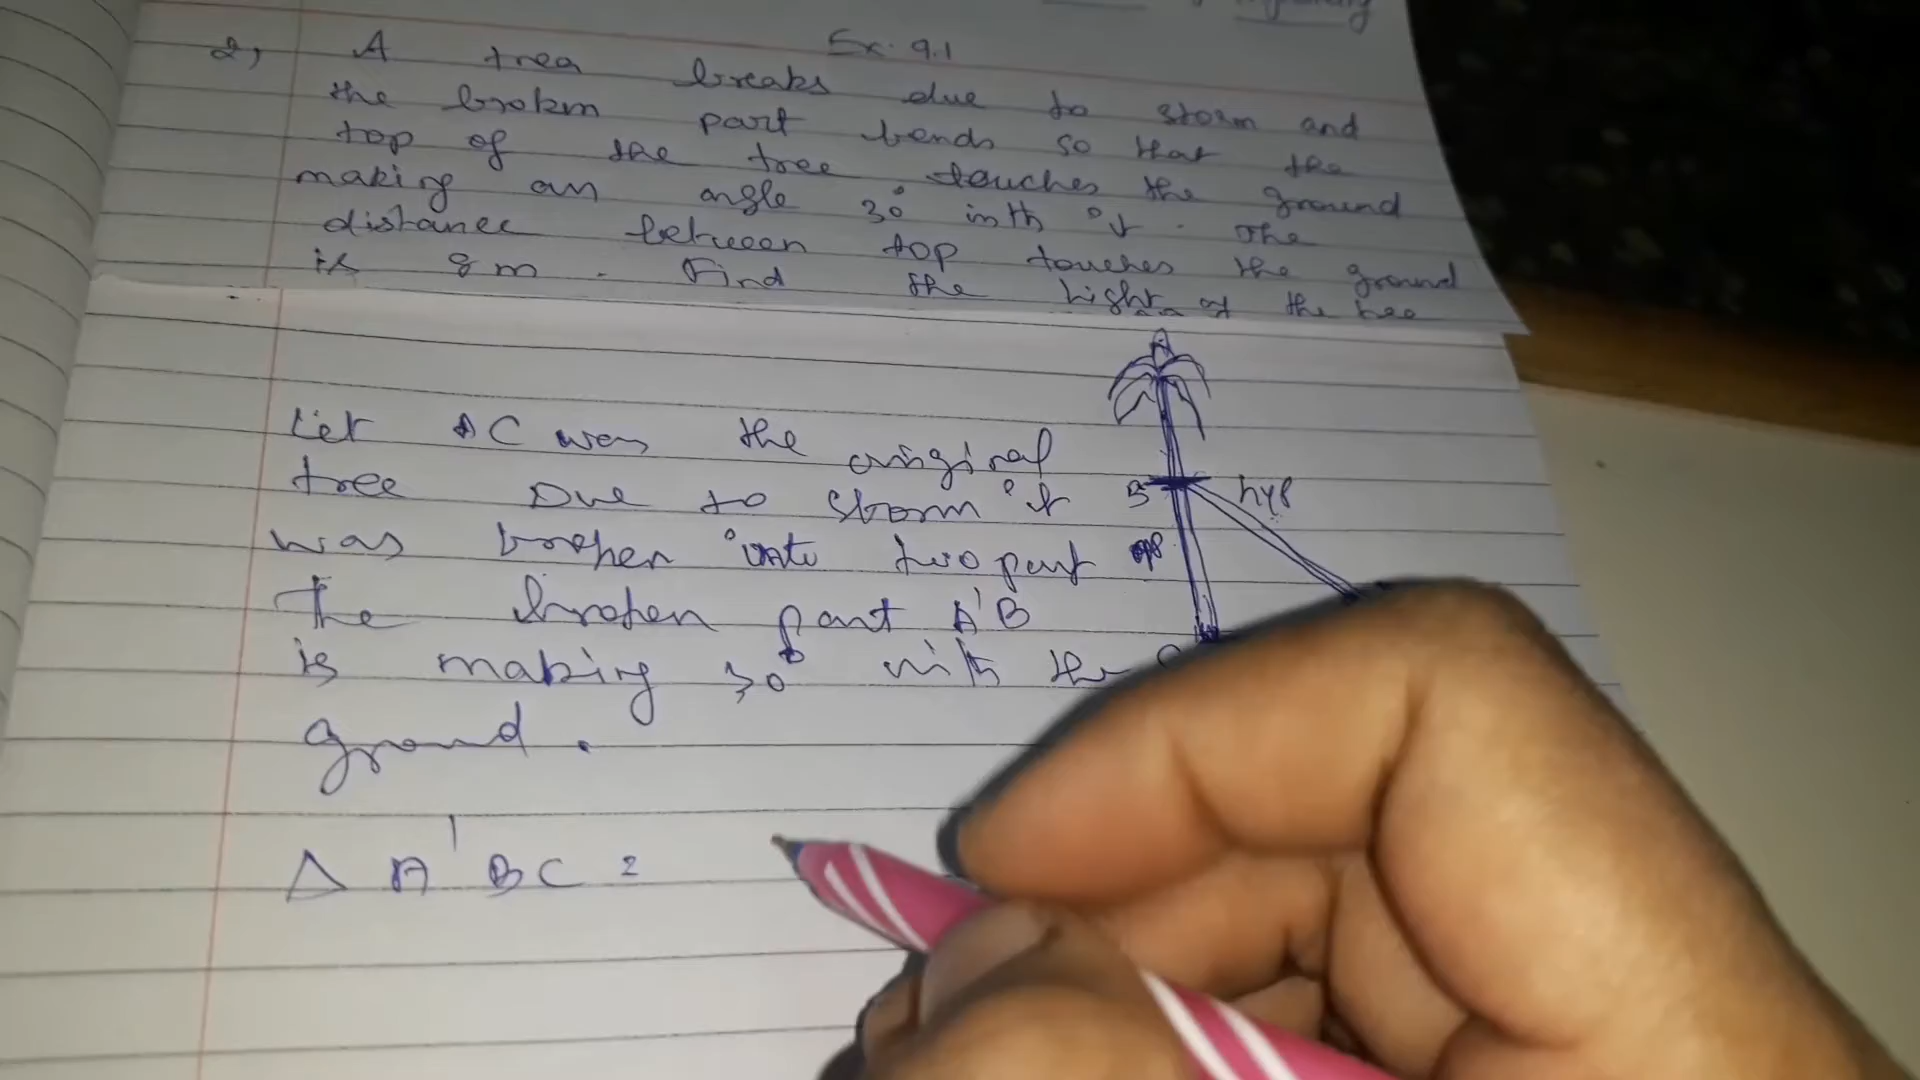 Ex. 9.1
2, A trea breaks due to storm and
the broken part bends so that the
top of the tree touches the ground
making an angle 30° with it. The
distance between top touches the ground
is 8 m. Find the hight of the tree
Let AC was the original
tree Due to storm it
was broken into two part
The broken part A'B
is making 30° with the
ground.
B hyp
opp
C
Δ A'BC =